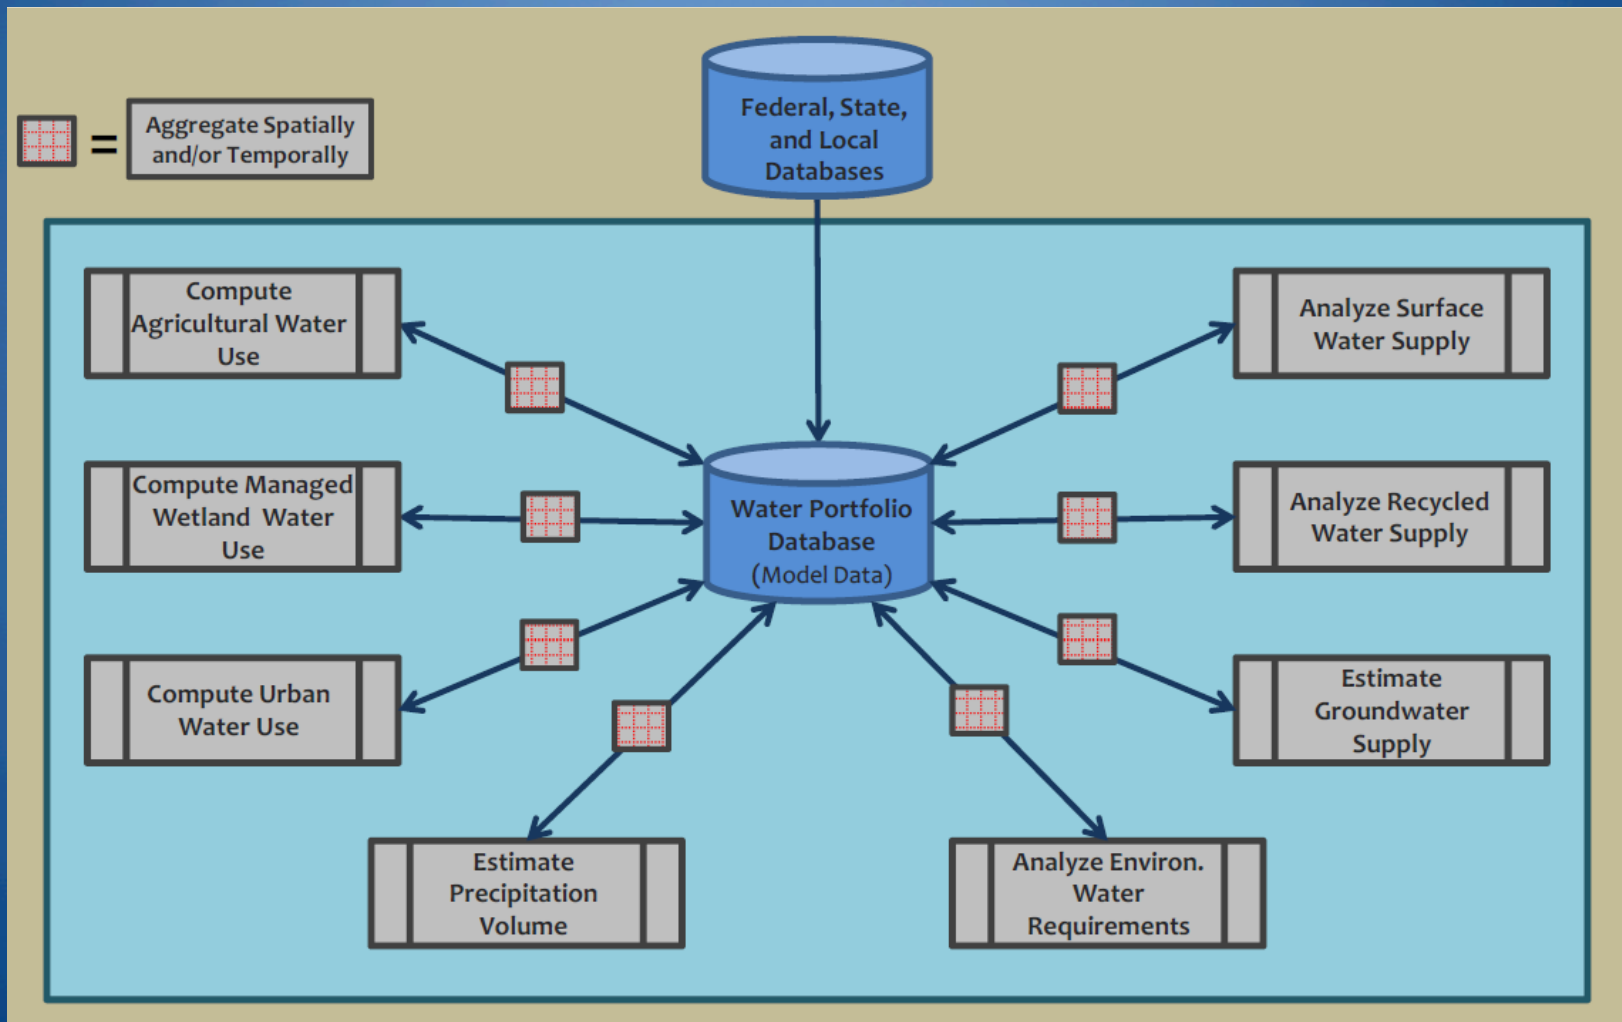 Federal, State,
and Local
Databases
=
Aggregate Spatially
and/or Temporally
Compute
Agricultural Water
Use
Analyze Surface
Water Supply
Compute Managed
Wetland Water
Use
Water Portfolio
Database
(Model Data)
Analyze Recycled
Water Supply
Compute Urban
Water Use
Estimate
Groundwater
Supply
Estimate
Precipitation
Volume
Analyze Environ.
Water
Requirements